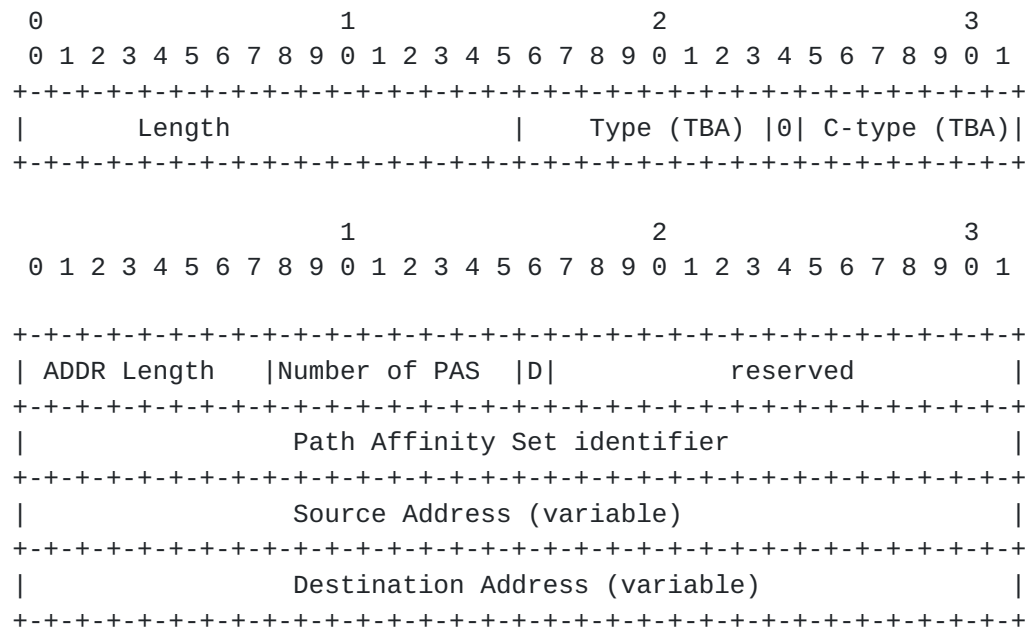 0                   1                   2                   3
 0 1 2 3 4 5 6 7 8 9 0 1 2 3 4 5 6 7 8 9 0 1 2 3 4 5 6 7 8 9 0 1
+-+-+-+-+-+-+-+-+-+-+-+-+-+-+-+-+-+-+-+-+-+-+-+-+-+-+-+-+-+-+-+-+
|       Length                  |    Type (TBA) |0| C-type (TBA)|
+-+-+-+-+-+-+-+-+-+-+-+-+-+-+-+-+-+-+-+-+-+-+-+-+-+-+-+-+-+-+-+-+
                     1                   2                   3
 0 1 2 3 4 5 6 7 8 9 0 1 2 3 4 5 6 7 8 9 0 1 2 3 4 5 6 7 8 9 0 1
+-+-+-+-+-+-+-+-+-+-+-+-+-+-+-+-+-+-+-+-+-+-+-+-+-+-+-+-+-+-+-+-+
| ADDR Length   |Number of PAS  |D|           reserved          |
+-+-+-+-+-+-+-+-+-+-+-+-+-+-+-+-+-+-+-+-+-+-+-+-+-+-+-+-+-+-+-+-+
|                 Path Affinity Set identifier                  |
+-+-+-+-+-+-+-+-+-+-+-+-+-+-+-+-+-+-+-+-+-+-+-+-+-+-+-+-+-+-+-+-+
|                 Source Address (variable)                     |
+-+-+-+-+-+-+-+-+-+-+-+-+-+-+-+-+-+-+-+-+-+-+-+-+-+-+-+-+-+-+-+-+
|                 Destination Address (variable)                |
+-+-+-+-+-+-+-+-+-+-+-+-+-+-+-+-+-+-+-+-+-+-+-+-+-+-+-+-+-+-+-+-+